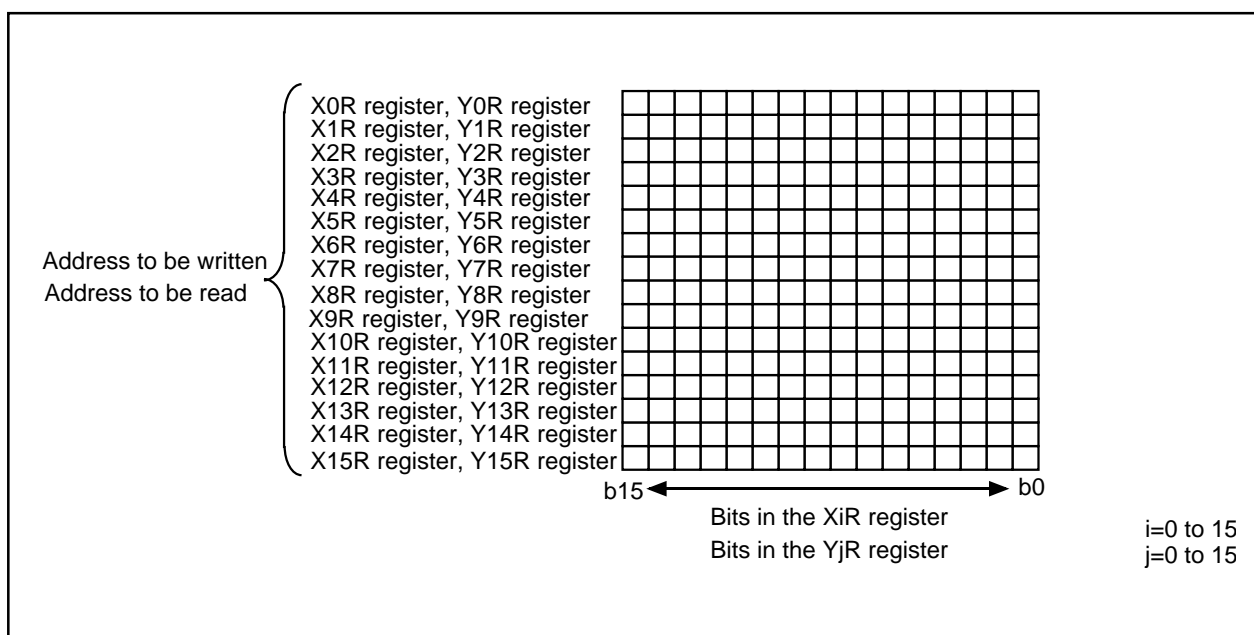 X0R register, Y0R register
X1R register, Y1R register
X2R register, Y2R register
X3R register, Y3R register
X4R register, Y4R register
X5R register, Y5R register
X6R register, Y6R register
X7R register, Y7R register
X8R register, Y8R register
X9R register, Y9R register
X10R register, Y10R register
X11R register, Y11R register
X12R register, Y12R register
X13R register, Y13R register
X14R register, Y14R register
X15R register, Y15R register
Address to be written
Address to be read
b15 b0
Bits in the XiR register
Bits in the YjR register
i=0 to 15
j=0 to 15